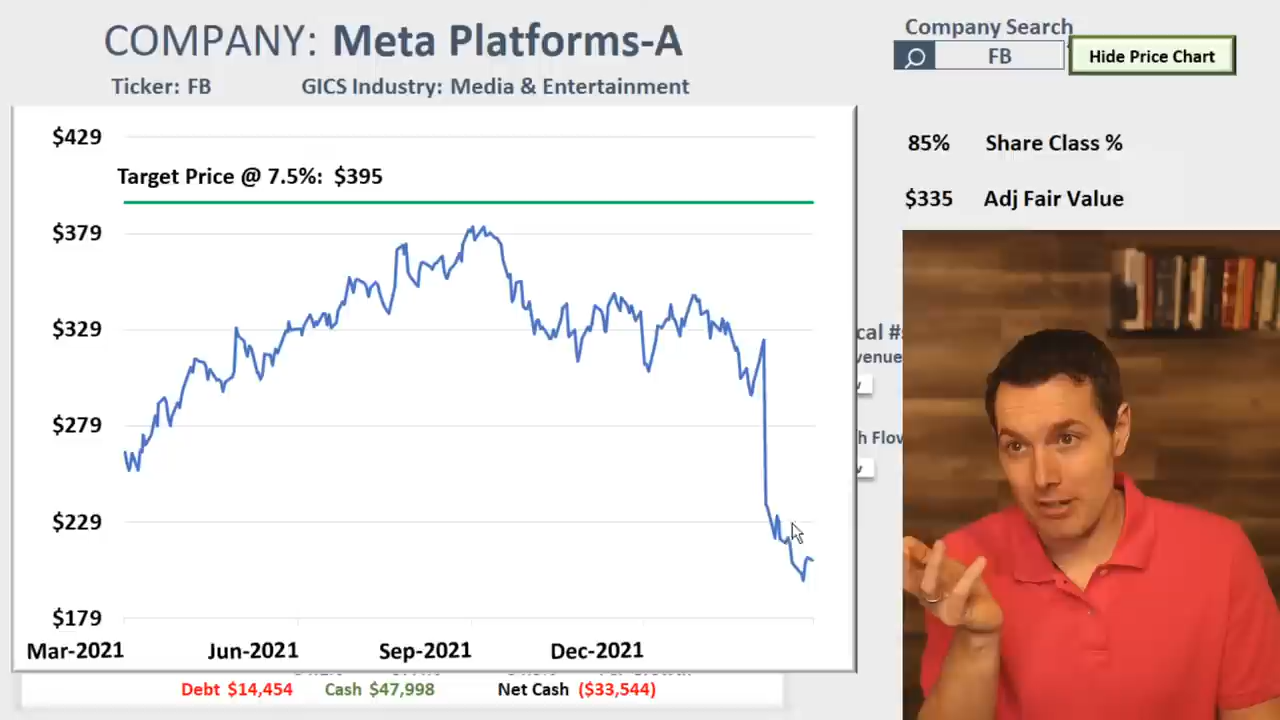 COMPANY: Meta Platforms-A
Ticker: FB
GICS Industry: Media & Entertainment
Company Search
FB
Hide Price Chart
85% Share Class %
$335 Adj Fair Value
$429
Target Price @ 7.5%: $395
$379
$329
$279
$229
$179
Mar-2021
Jun-2021
Sep-2021
Dec-2021
Debt $14,454 Cash $47,998 Net Cash ($33,544)